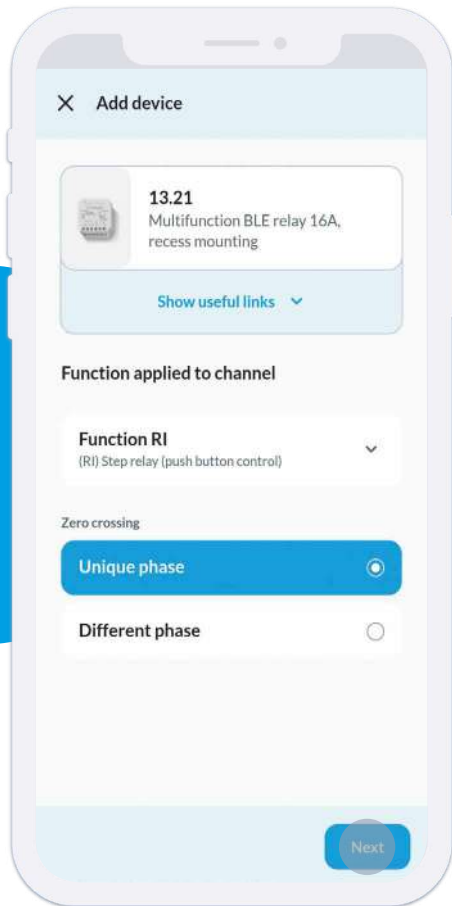 Add device
13.21
Multifunction BLE relay 16A,
recess mounting
Show useful links
Function applied to channel
Function RI
(RI) Step relay (push button control)
Zero crossing
Unique phase
Different phase
Next